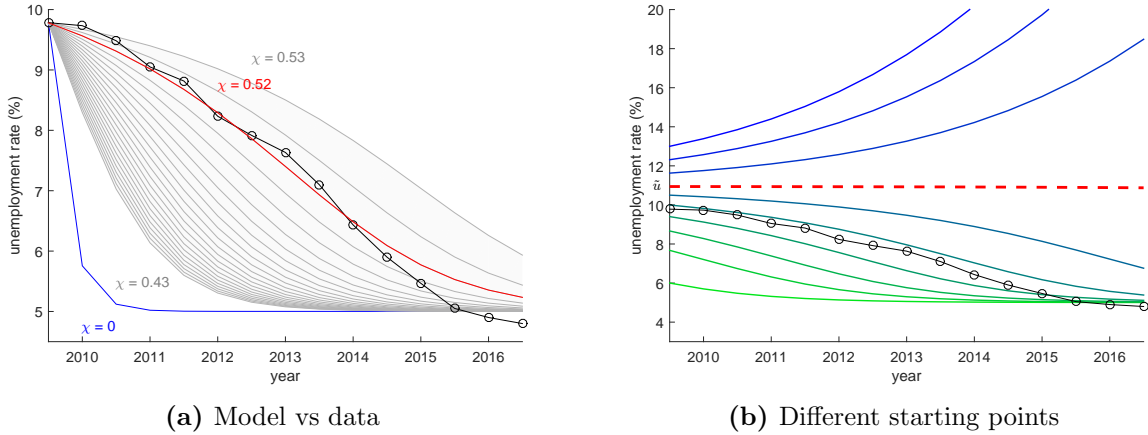 10
9
8
7
6
5
unemployment rate (%)
χ = 0.53
χ = 0.52
χ = 0.43
χ = 0
2010 2011 2012 2013 2014 2015 2016
year
(a) Model vs data
20
18
16
14
12
ũ
10
8
6
4
unemployment rate (%)
2010 2011 2012 2013 2014 2015 2016
year
(b) Different starting points